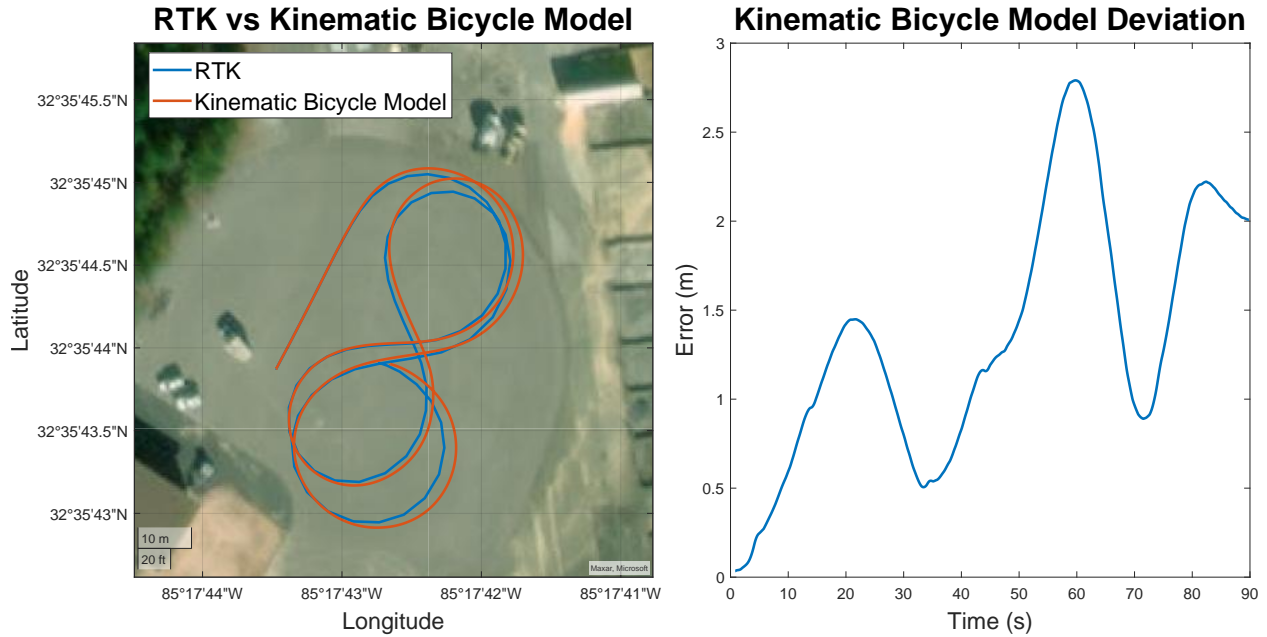 RTK vs Kinematic Bicycle Model
RTK
Kinematic Bicycle Model
32°35'45.5"N
32°35'45"N
32°35'44.5"N
32°35'44"N
32°35'43.5"N
32°35'43"N
Latitude
10 m
20 ft
Maxar, Microsoft
85°17'44"W
85°17'43"W
85°17'42"W
85°17'41"W
Longitude
Kinematic Bicycle Model Deviation
3
2.5
2
1.5
1
0.5
0
Error (m)
0
10
20
30
40
50
60
70
80
90
Time (s)